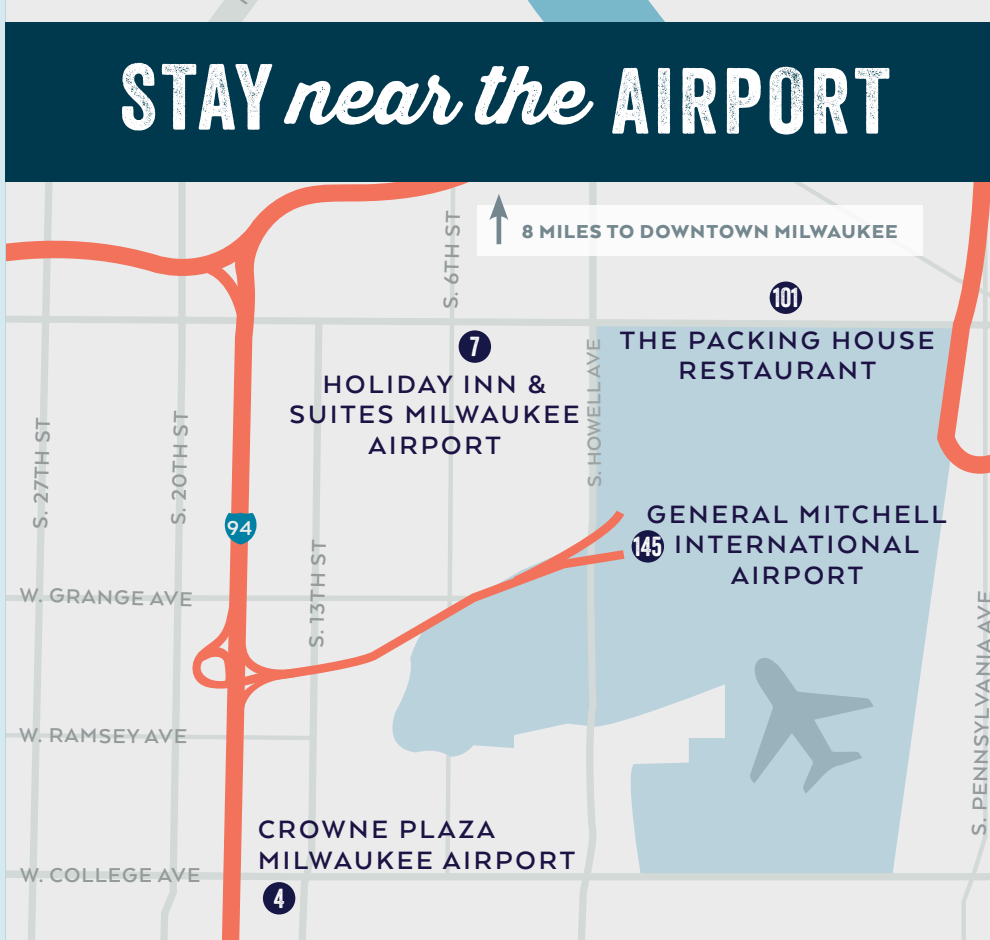 STAY near the AIRPORT
8 MILES TO DOWNTOWN MILWAUKEE
S. 6TH ST
101
THE PACKING HOUSE
RESTAURANT
7
HOLIDAY INN &
SUITES MILWAUKEE
AIRPORT
S. HOWELL AVE
S. 27TH ST
S. 20TH ST
94
S. 13TH ST
GENERAL MITCHELL
145 INTERNATIONAL
AIRPORT
W. GRANGE AVE
S. PENNSYLVANIA AVE
W. RAMSEY AVE
CROWNE PLAZA
MILWAUKEE AIRPORT
4
W. COLLEGE AVE